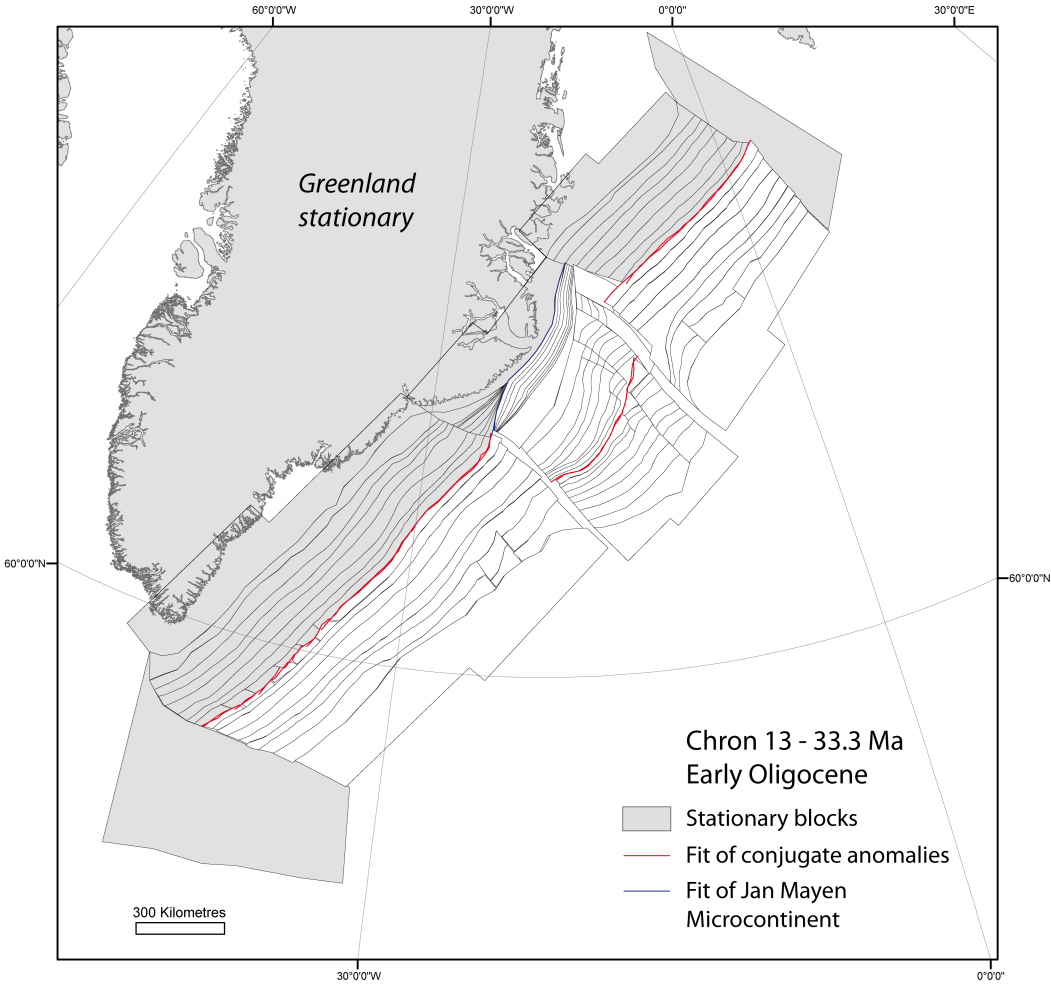 60°0'0"W
30°0'0"W
0°0'0"
30°0'0"E
Greenland
stationary
60°0'0"N
60°0'0"N
Chron 13 - 33.3 Ma
Early Oligocene
Stationary blocks
Fit of conjugate anomalies
Fit of Jan Mayen
Microcontinent
300 Kilometres
30°0'0"W
0°0'0"